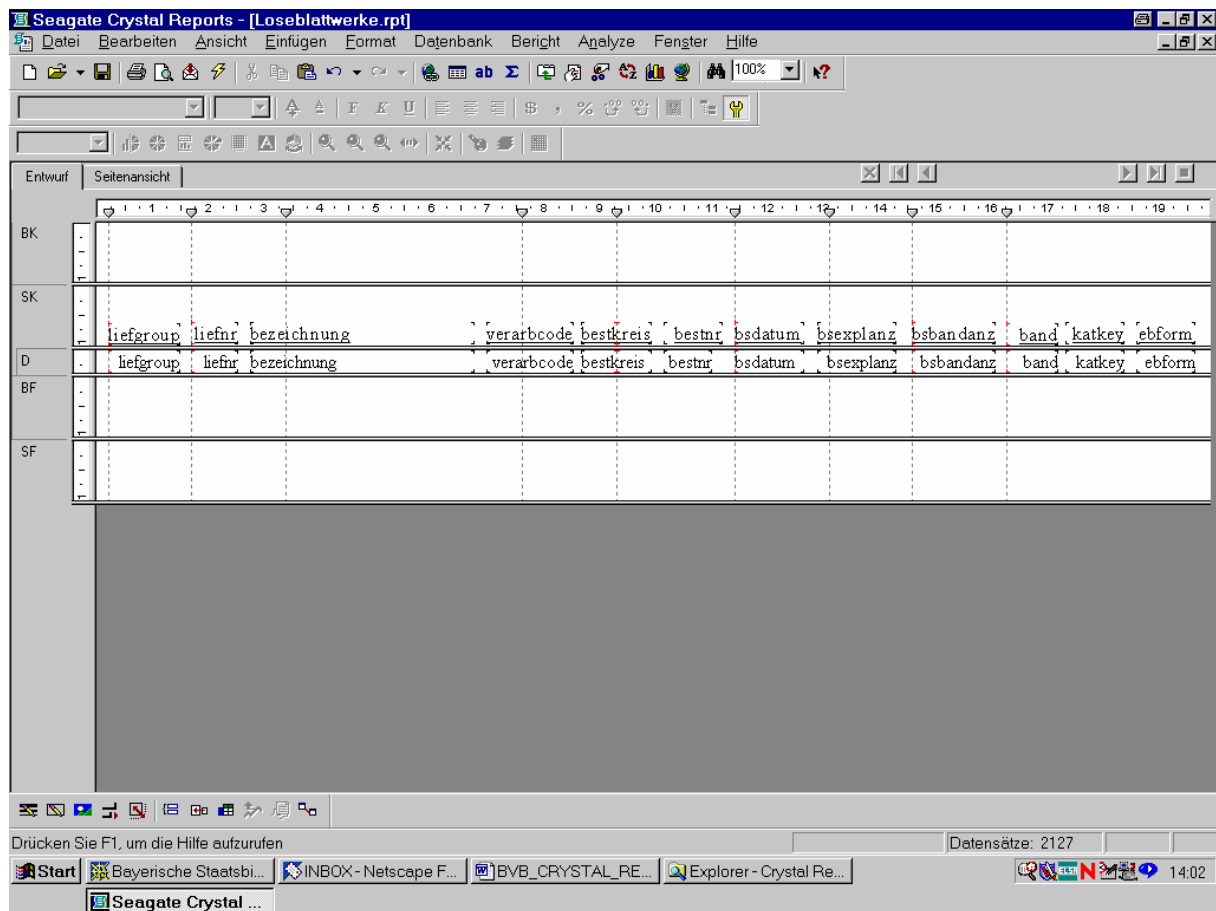 Seagate Crystal Reports - [Loseblattwerke.rpt]
Datei Bearbeiten Ansicht Einfügen Format Datenbank Bericht Analyze Fenster Hilfe
ab Σ 100%
F K U $ , %
A
Entwurf Seitenansicht
1 2 3 4 5 6 7 8 9 10 11 12 13 14 15 16 17 18 19
BK
SK
liefgroup liefnr bezeichnung verarbcode bestkreis bestnr bsdatum bsexplanz bsbandanz band katkey ebform
D
liefgroup liefnr bezeichnung verarbcode bestkreis bestnr bsdatum bsexplanz bsbandanz band katkey ebform
BF
SF
Drücken Sie F1, um die Hilfe aufzurufen Datensätze: 2127
Start Bayerische Staatsbi... INBOX - Netscape F... BVB_CRYSTAL_RE... Explorer - Crystal Re... ELSA N 14:02
Seagate Crystal ...